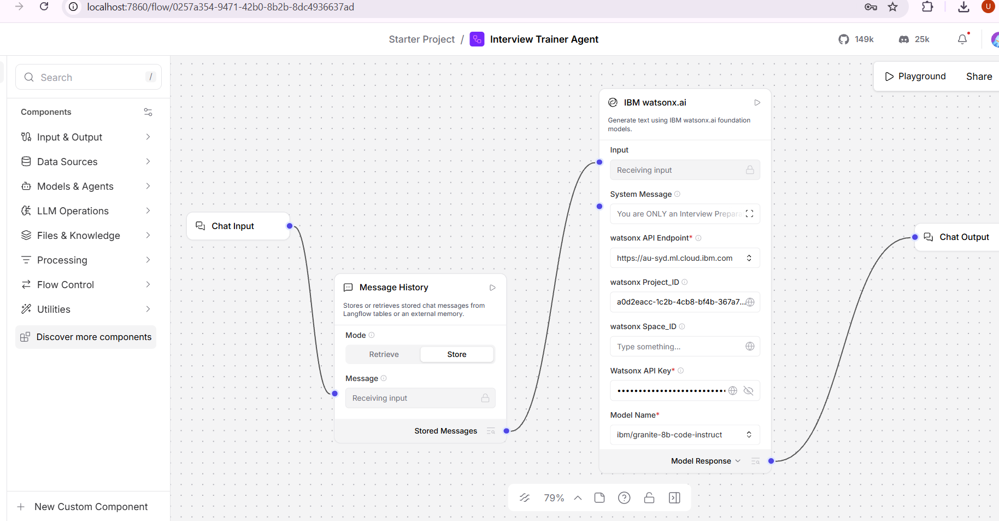 localhost:7860/flow/0257a354-9471-42b0-8b2b-8dc4936637ad
U
Starter Project / Interview Trainer Agent
149k
25k
Search
/
Playground
Share
Components
Input & Output
Data Sources
Models & Agents
LLM Operations
Files & Knowledge
Processing
Flow Control
Utilities
Discover more components
New Custom Component
Chat Input
Message History
Stores or retrieves stored chat messages from
Langflow tables or an external memory.
Mode
Retrieve
Store
Message
Receiving input
Stored Messages
IBM watsonx.ai
Generate text using IBM watsonx.ai foundation
models.
Input
Receiving input
System Message
You are ONLY an Interview Prepara
watsonx API Endpoint*
https://au-syd.ml.cloud.ibm.com
watsonx Project_ID
a0d2eacc-1c2b-4cb8-bf4b-367a7...
watsonx Space_ID
Type something...
Watsonx API Key*
••••••••••••••••••••••••••
Model Name*
ibm/granite-8b-code-instruct
Model Response
Chat Output
79%